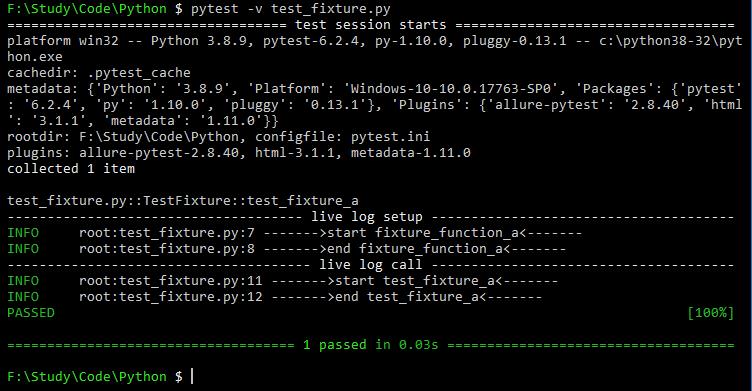 F:\Study\Code\Python $ pytest -v test_fixture.py
=================================== test session starts ===================================
platform win32 -- Python 3.8.9, pytest-6.2.4, py-1.10.0, pluggy-0.13.1 -- c:\python38-32\pyt
hon.exe
cachedir: .pytest_cache
metadata: {'Python': '3.8.9', 'Platform': 'Windows-10-10.0.17763-SP0', 'Packages': {'pytest
': '6.2.4', 'py': '1.10.0', 'pluggy': '0.13.1'}, 'Plugins': {'allure-pytest': '2.8.40', 'html
': '3.1.1', 'metadata': '1.11.0'}}
rootdir: F:\Study\Code\Python, configfile: pytest.ini
plugins: allure-pytest-2.8.40, html-3.1.1, metadata-1.11.0
collected 1 item
test_fixture.py::TestFixture::test_fixture_a
------------------------------------- live log setup --------------------------------------
INFO     root:test_fixture.py:7 ------->start fixture_function_a<-------
INFO     root:test_fixture.py:8 ------->end fixture_function_a<-------
-------------------------------------- live log call --------------------------------------
INFO     root:test_fixture.py:11 ------->start test_fixture_a<-------
INFO     root:test_fixture.py:12 ------->end test_fixture_a<-------
PASSED                                                                               [100%]
==================================== 1 passed in 0.03s ====================================
F:\Study\Code\Python $